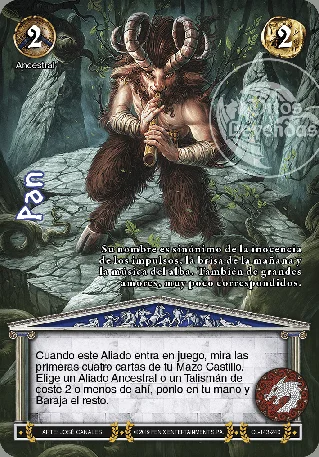 2
2
Ancestral
Mitos
y
Leyendas
Pan
Su nombre es sinónimo de la inocencia
de los impulsos, la brisa de la mañana y
la música del alba. También de grandes
amores, muy poco correspondidos.
Cuando este Aliado entra en juego, mira las
primeras cuatro cartas de tu Mazo Castillo.
Elige un Aliado Ancestral o un Talismán de
coste 2 o menos de ahí, ponlo en tu mano y
Baraja el resto.
ARTE: JOSÉ CANALES